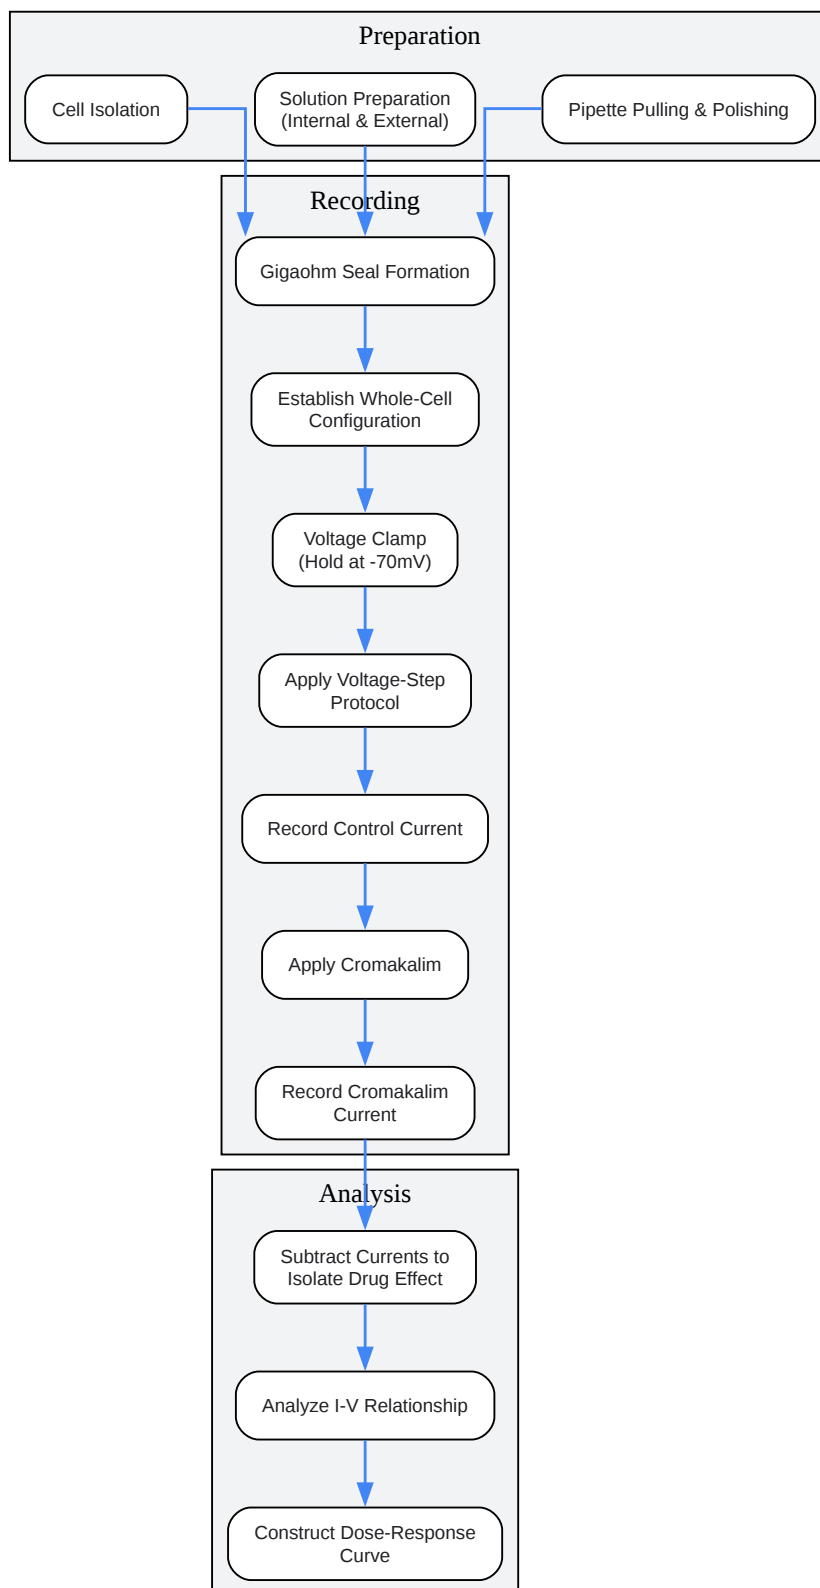 Preparation
Cell Isolation
Solution Preparation
(Internal & External)
Pipette Pulling & Polishing
Recording
Gigaohm Seal Formation
Establish Whole-Cell
Configuration
Voltage Clamp
(Hold at -70mV)
Apply Voltage-Step
Protocol
Record Control Current
Apply Cromakalim
Record Cromakalim
Current
Analysis
Subtract Currents to
Isolate Drug Effect
Analyze I-V Relationship
Construct Dose-Response
Curve